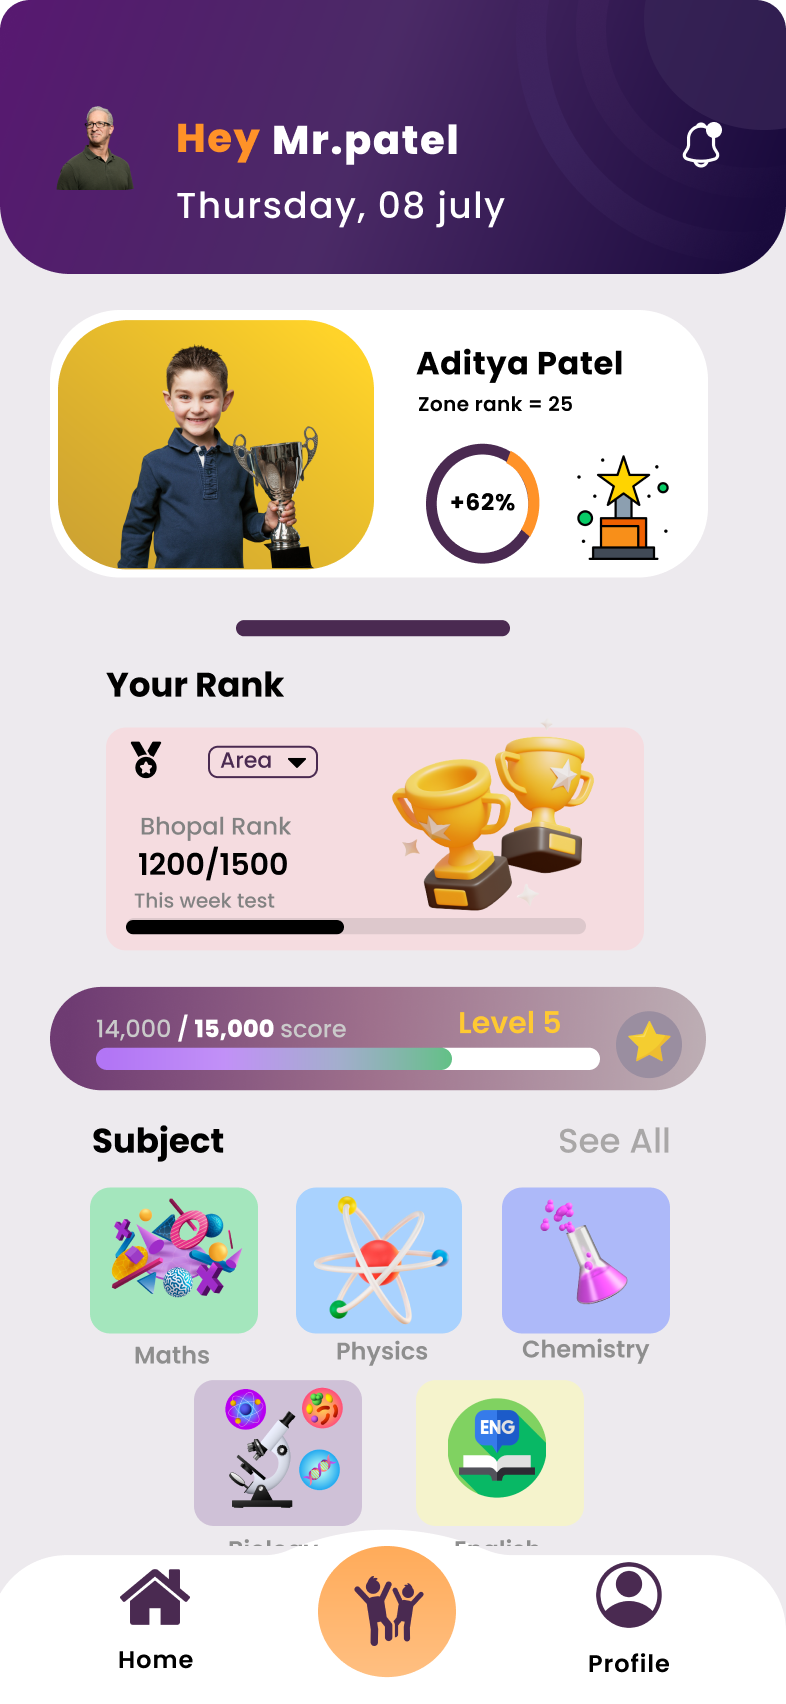 Hey Mr.patel
Thursday, 08 july
Aditya Patel
Zone rank = 25
+62%
Your Rank
Area
Bhopal Rank
1200/1500
This week test
14,000 / 15,000 score
Level 5
Subject
See All
Maths
Physics
Chemistry
ENG
Biology
English
Home
Profile